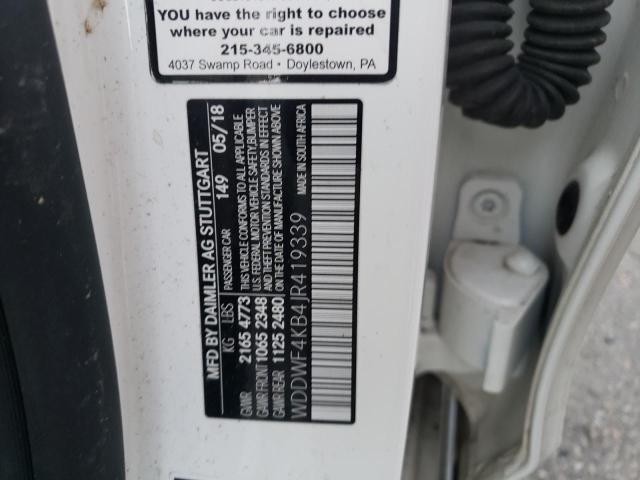 YOU have the right to choose
where your car is repaired
215-345-6800
4037 Swamp Road • Doylestown, PA
MFD BY DAIMLER AG STUTTGART
PASSENGER CAR 149 05/18
KG LBS
GAWR 2165 4773
GAWR FRONT 1065 2348
GAWR REAR 1125 2480
THIS VEHICLE CONFORMS TO ALL APPLICABLE
U.S. FEDERAL MOTOR VEHICLE SAFETY, BUMPER
AND THEFT PREVENTION STANDARDS IN EFFECT
ON THE DATE OF MANUFACTURE SHOWN ABOVE
MADE IN SOUTH AFRICA
WDDWF4KB4JR419339